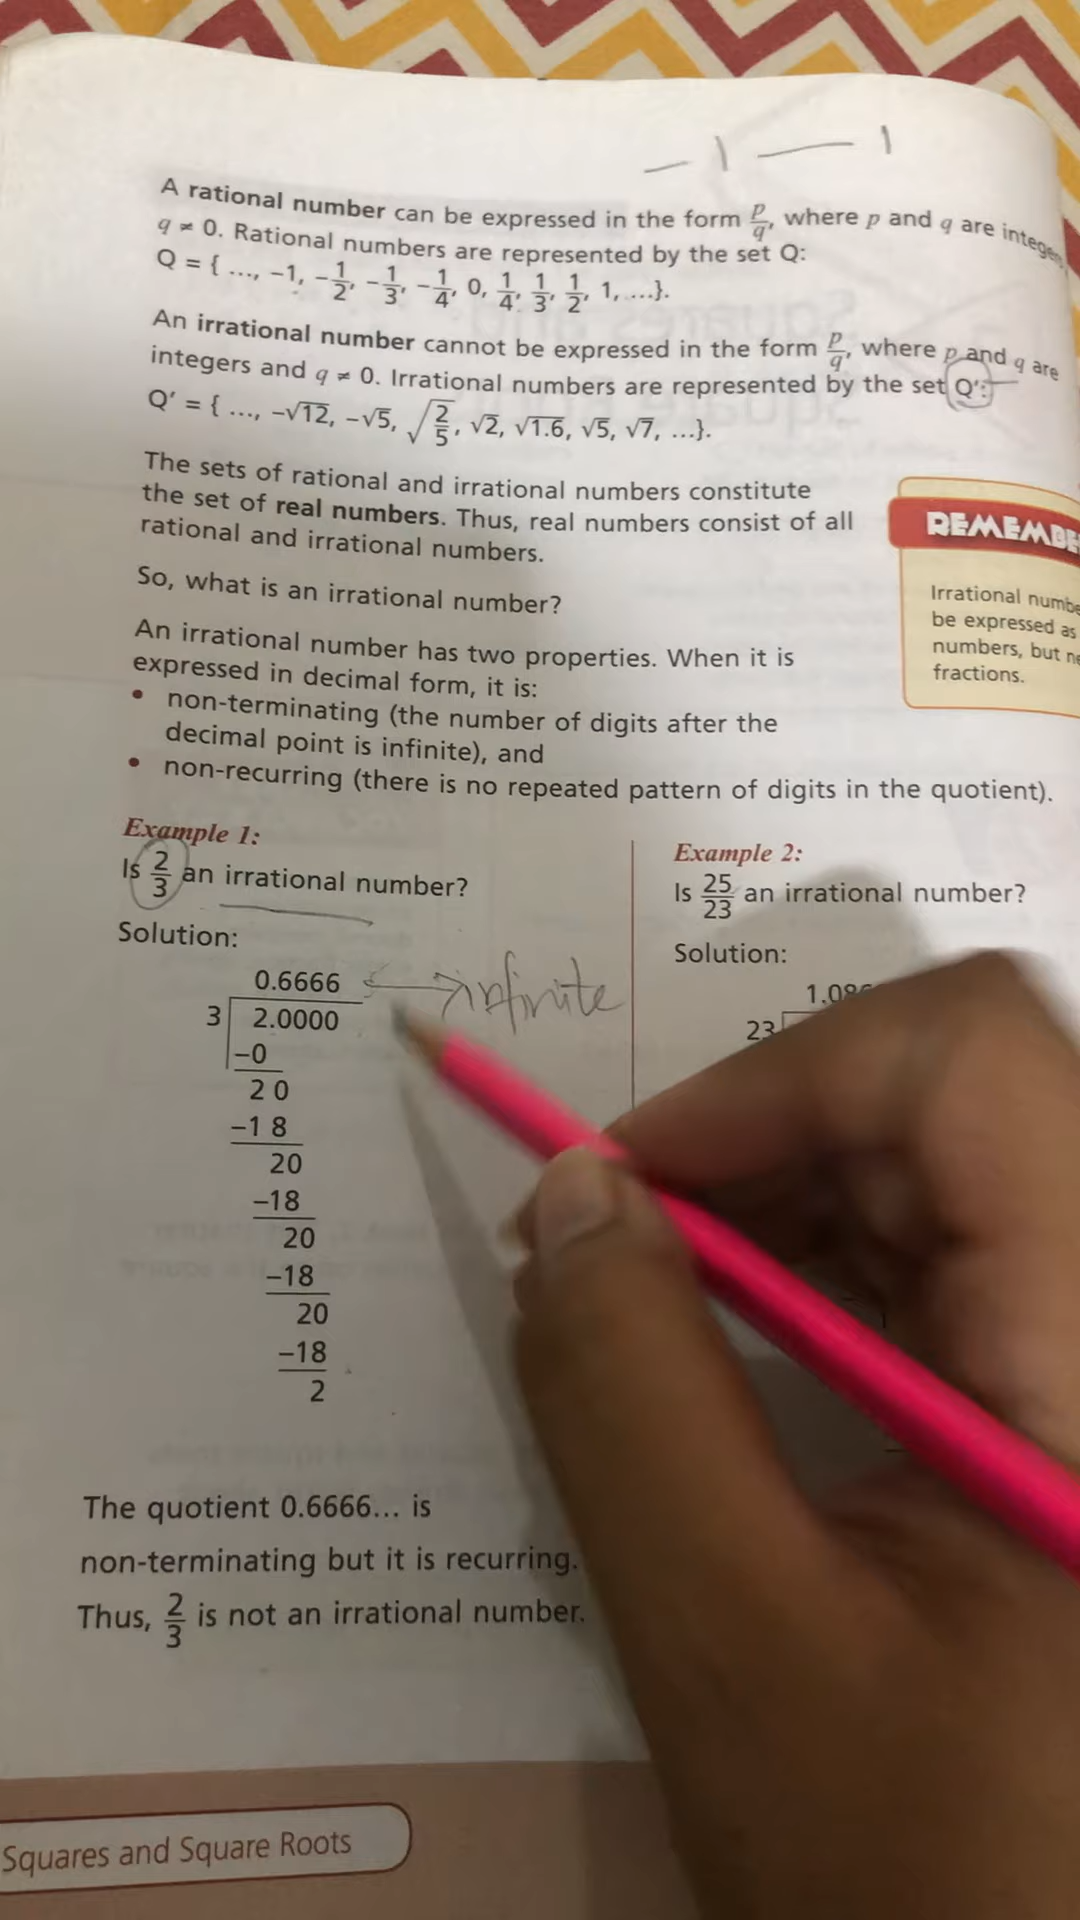 – 1 — 1
A rational number can be expressed in the form p/q, where p and q are integers,
q ≠ 0. Rational numbers are represented by the set Q:
Q = { ..., –1, –1/2, –1/3, –1/4, 0, 1/4, 1/3, 1/2, 1, ...}.
An irrational number cannot be expressed in the form p/q, where p and q are
integers and q ≠ 0. Irrational numbers are represented by the set Q′:
Q′ = { ..., –√12, –√5, √(2/5), √2, √1.6, √5, √7, ...}.
The sets of rational and irrational numbers constitute
the set of real numbers. Thus, real numbers consist of all
rational and irrational numbers.
So, what is an irrational number?
An irrational number has two properties. When it is
expressed in decimal form, it is:
• non-terminating (the number of digits after the
decimal point is infinite), and
• non-recurring (there is no repeated pattern of digits in the quotient).
REMEMBE
Irrational numbe
be expressed as
numbers, but ne
fractions.
Example 1:
Is 2/3 an irrational number?
Solution:
0.6666 infinite
3 2.0000
–0
2 0
–1 8
20
–18
20
–18
20
–18
2
The quotient 0.6666... is
non-terminating but it is recurring.
Thus, 2/3 is not an irrational number.
Example 2:
Is 25/23 an irrational number?
Solution:
1.08
23
Squares and Square Roots